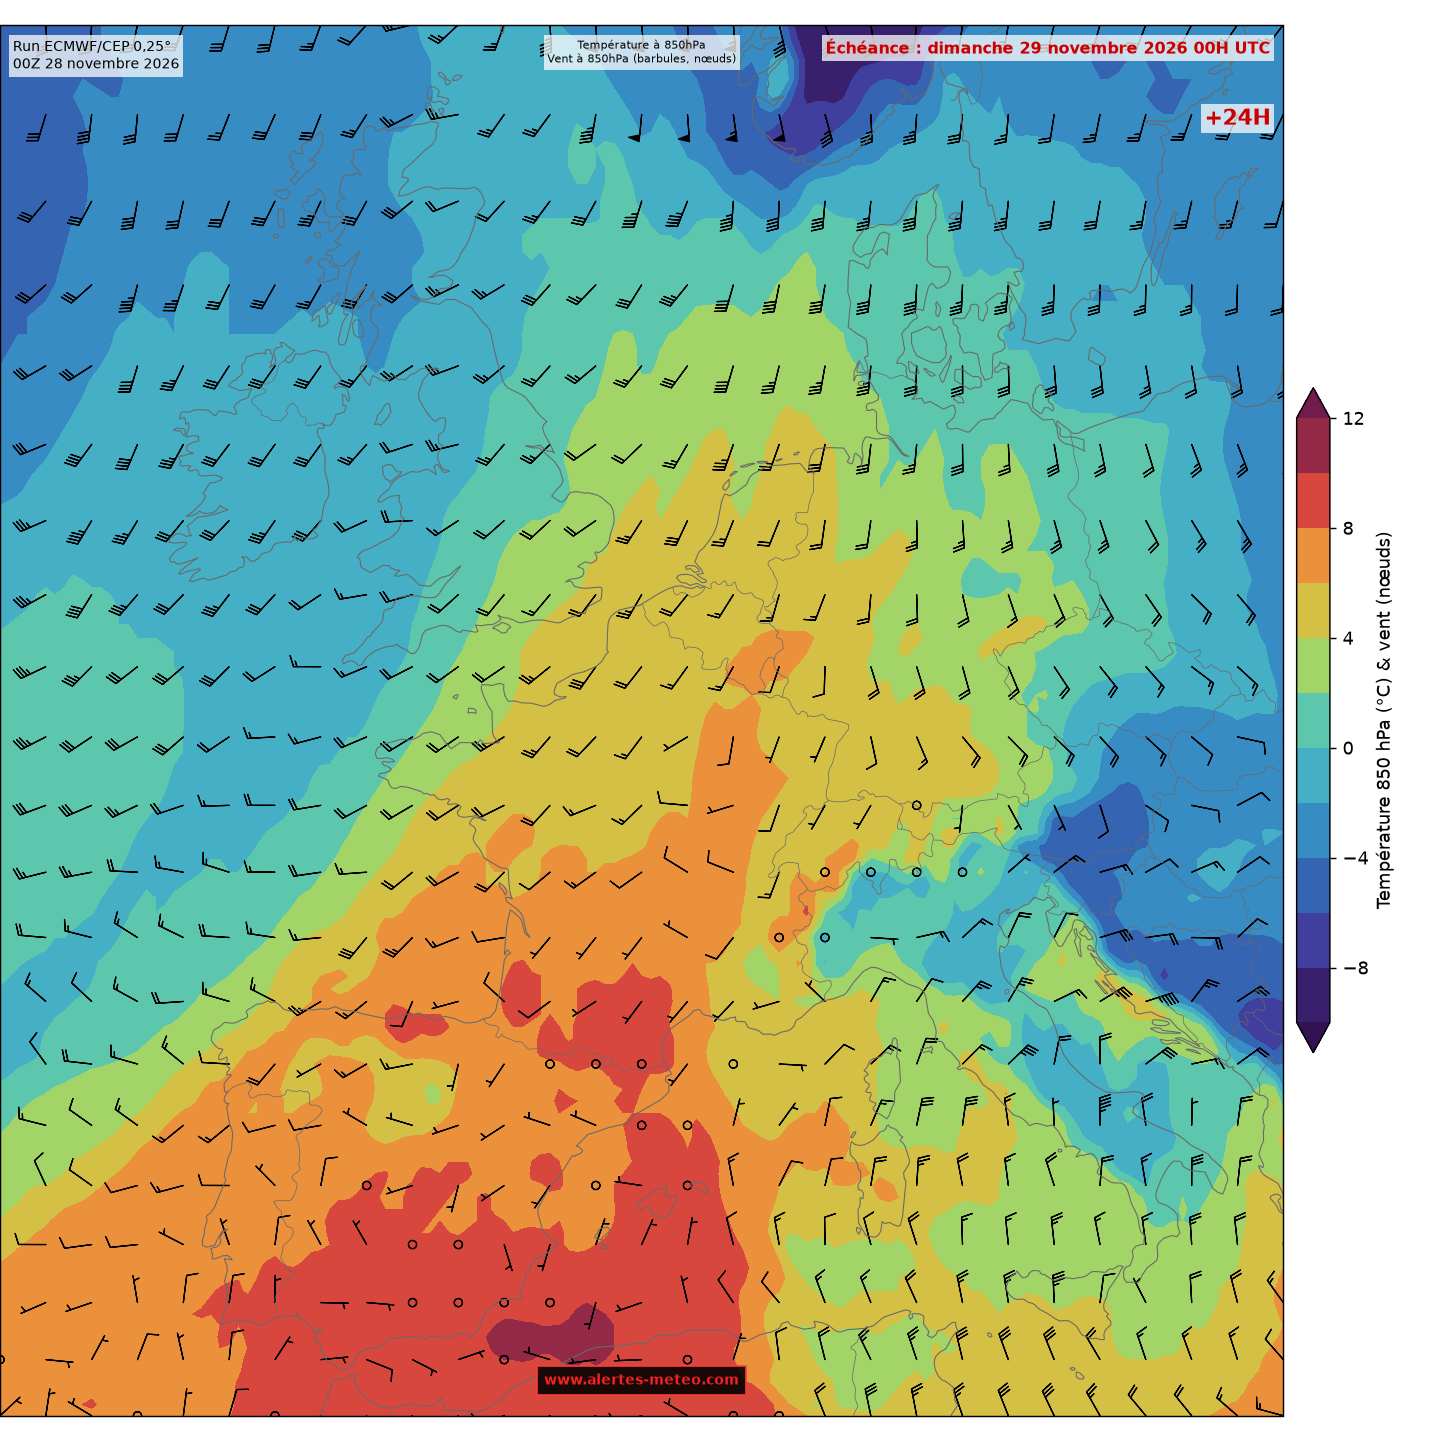 Run ECMWF/CEP 0,25°
00Z 28 novembre 2026
Température à 850hPa
Vent à 850hPa (barbules, nœuds)
Échéance : dimanche 29 novembre 2026 00H UTC
+24H
12
8
4
0
−4
−8
Température 850 hPa (°C) & vent (nœuds)
www.alertes-meteo.com